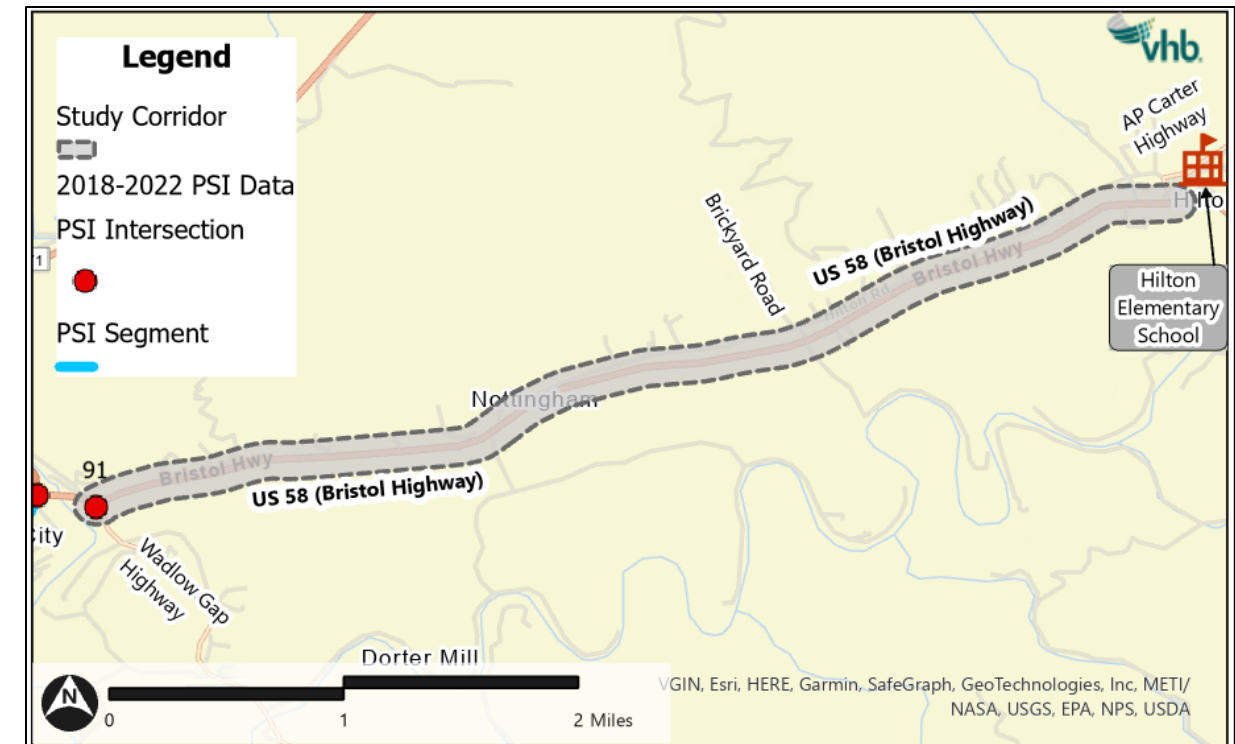 Legend
Study Corridor
2018-2022 PSI Data
PSI Intersection
PSI Segment
vhb.
AP Carter
Highway
Brickyard Road
US 58 (Bristol Highway)
Bristol Hwy
Hilton Rd.
Hilto
Hilton
Elementary
School
Nottingham
71
91
Bristol Hwy
US 58 (Bristol Highway)
City
Wadlow Gap
Highway
Dorter Mill
N
0 1 2 Miles
VGIN, Esri, HERE, Garmin, SafeGraph, GeoTechnologies, Inc, METI/
NASA, USGS, EPA, NPS, USDA